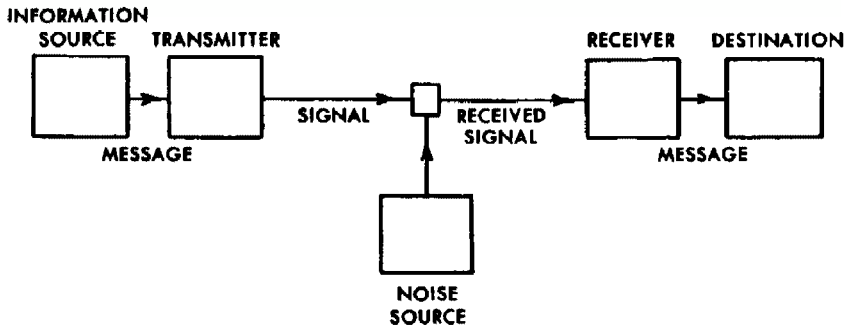 INFORMATION
SOURCE
TRANSMITTER
RECEIVER
DESTINATION
SIGNAL
RECEIVED
SIGNAL
MESSAGE
MESSAGE
NOISE
SOURCE